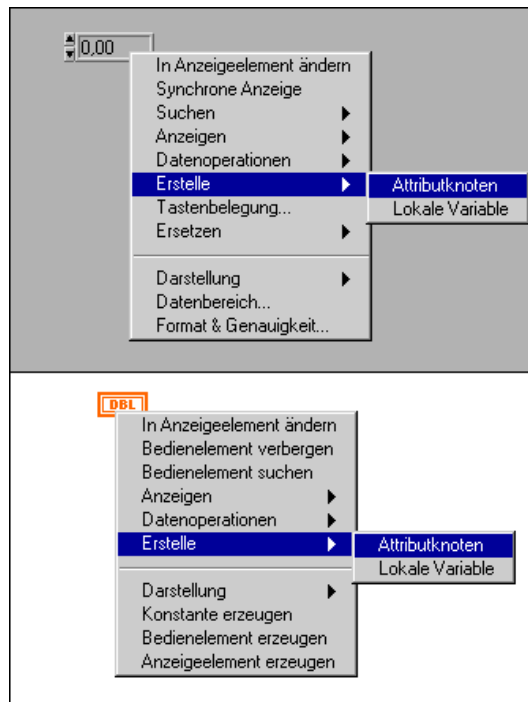 0,00
In Anzeigeelement ändern
Synchrone Anzeige
Suchen
Anzeigen
Datenoperationen
Erstelle
Attributknoten
Lokale Variable
Tastenbelegung...
Ersetzen
Darstellung
Datenbereich...
Format & Genauigkeit...
DBL
In Anzeigeelement ändern
Bedienelement verbergen
Bedienelement suchen
Anzeigen
Datenoperationen
Erstelle
Attributknoten
Lokale Variable
Darstellung
Konstante erzeugen
Bedienelement erzeugen
Anzeigeelement erzeugen